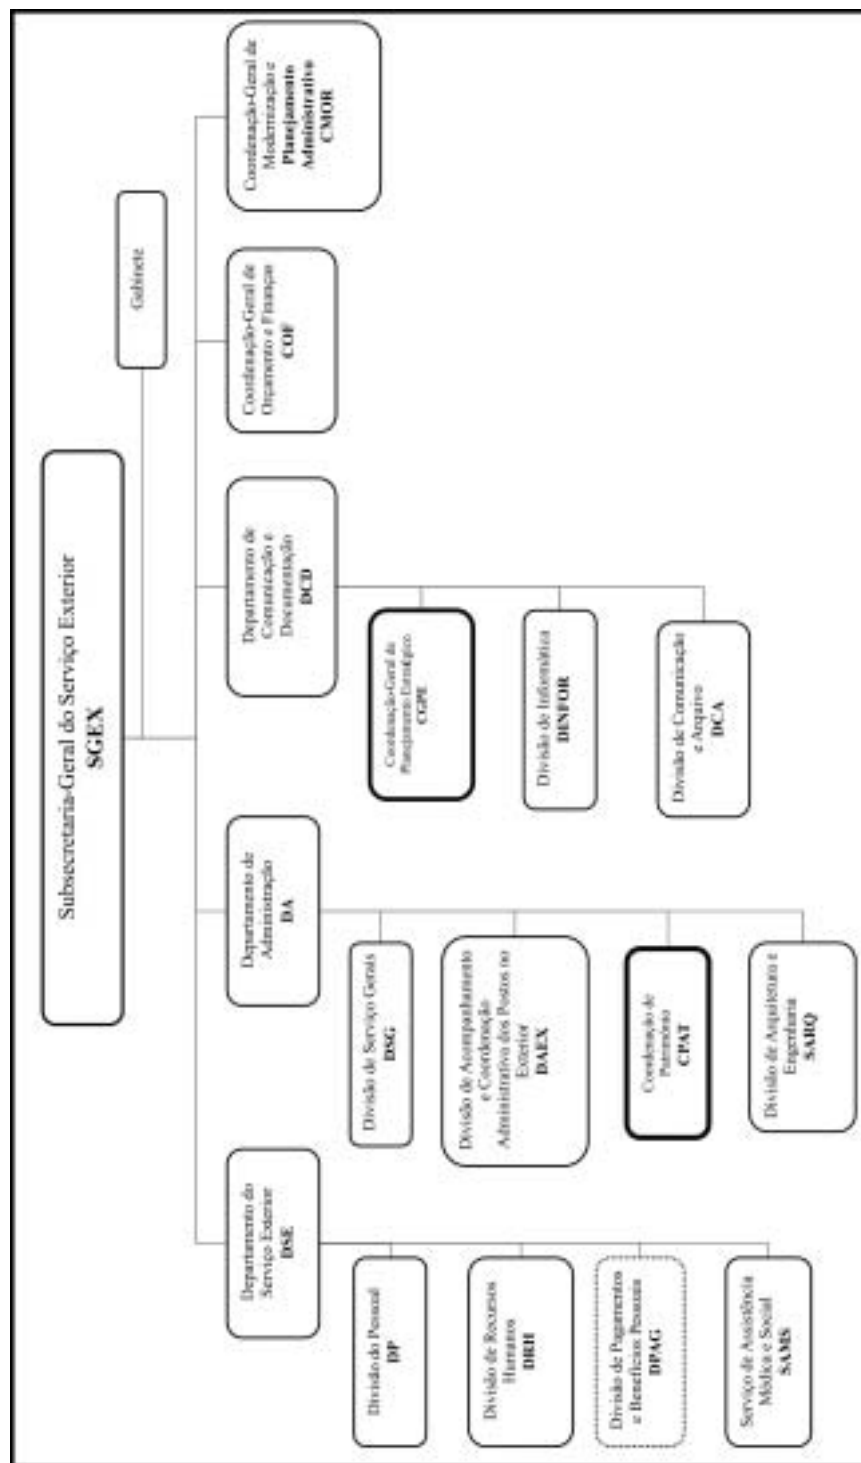 Subsecretaria-Geral do Serviço Exterior
SGEX
Gabinete
Departamento do
Serviço Exterior
DSE
Departamento de
Administração
DA
Departamento de
Comunicação e
Documentação
DCD
Coordenação-Geral de
Orçamento e Finanças
COF
Coordenação-Geral de
Modernização e
Planejamento
Administrativo
CMOR
Divisão do Pessoal
DP
Divisão de Recursos
Humanos
DRH
Divisão de Pagamentos
e Benefícios Pessoais
DPAG
Serviço de Assistência
Médica e Social
SAMS
Divisão de Serviço Gerais
DSG
Divisão de Acompanhamento
e Coordenação
Administrativo dos Postos no
Exterior
DAEX
Coordenação de
Patrimônio
CPAT
Divisão de Arquitetura e
Engenharia
SARQ
Coordenação-Geral de
Planejamento Estratégico
CGPE
Divisão de Informática
DINFOR
Divisão de Comunicação
e Arquivo
DCA